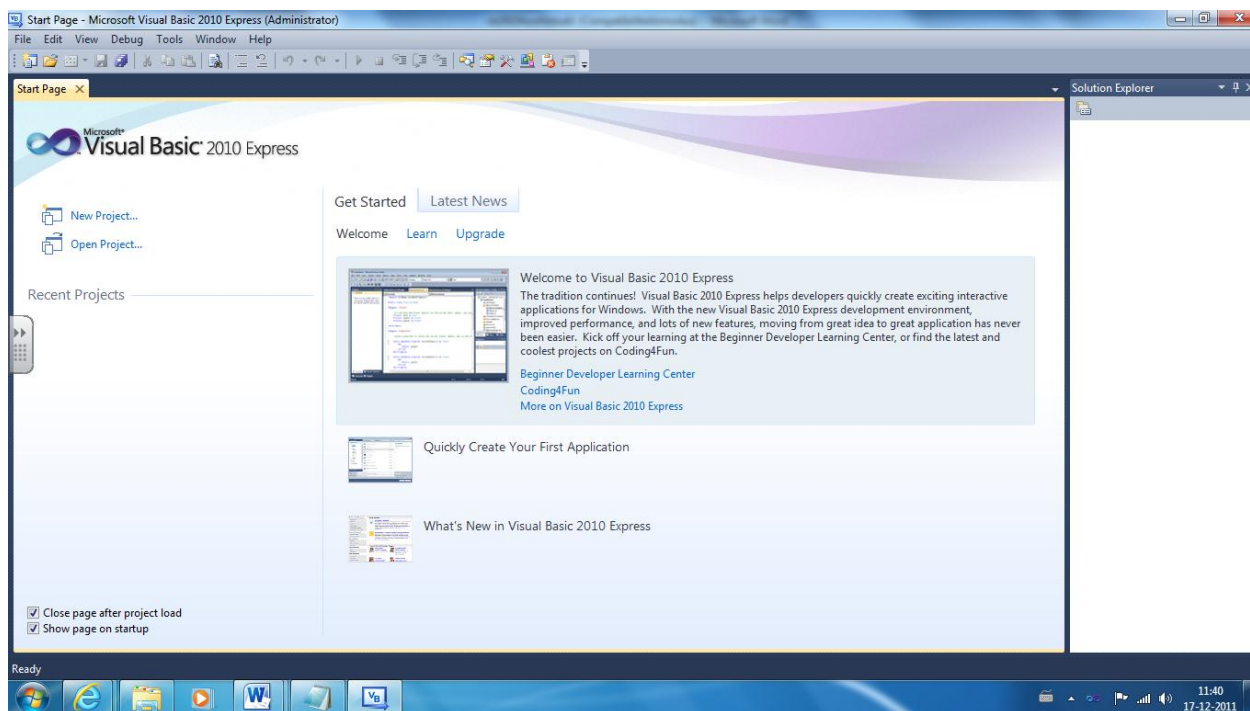 Start Page - Microsoft Visual Basic 2010 Express (Administrator)
File Edit View Debug Tools Window Help
Start Page
Solution Explorer
Microsoft
Visual Basic 2010 Express
New Project...
Open Project...
Recent Projects
Get Started Latest News
Welcome Learn Upgrade
Welcome to Visual Basic 2010 Express
The tradition continues! Visual Basic 2010 Express helps developers quickly create exciting interactive
applications for Windows. With the new Visual Basic 2010 Express development environment,
improved performance, and lots of new features, moving from great idea to great application has never
been easier. Kick off your learning at the Beginner Developer Learning Center, or find the latest and
coolest projects on Coding4Fun.
Beginner Developer Learning Center
Coding4Fun
More on Visual Basic 2010 Express
Quickly Create Your First Application
What's New in Visual Basic 2010 Express
Close page after project load
Show page on startup
Ready
11:40
17-12-2011